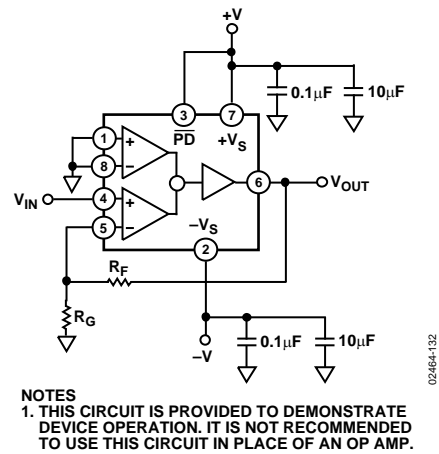 +V
0.1µF
10µF
3
7
PD
+VS
1
+
8
–
6
VOUT
VIN
4
+
5
–
–VS
2
RF
RG
0.1µF
10µF
–V
02464-132
NOTES
1. THIS CIRCUIT IS PROVIDED TO DEMONSTRATE
DEVICE OPERATION. IT IS NOT RECOMMENDED
TO USE THIS CIRCUIT IN PLACE OF AN OP AMP.